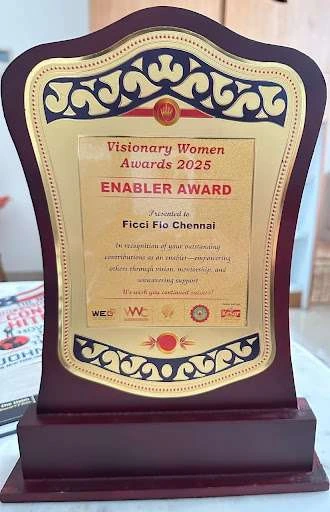 Visionary Women
Awards 2025
ENABLER AWARD
Presented to
Ficci Flo Chennai
In recognition of your outstanding
contributions as an enabler—empowering
others through vision, mentorship, and
unwavering support
We wish you continued success!